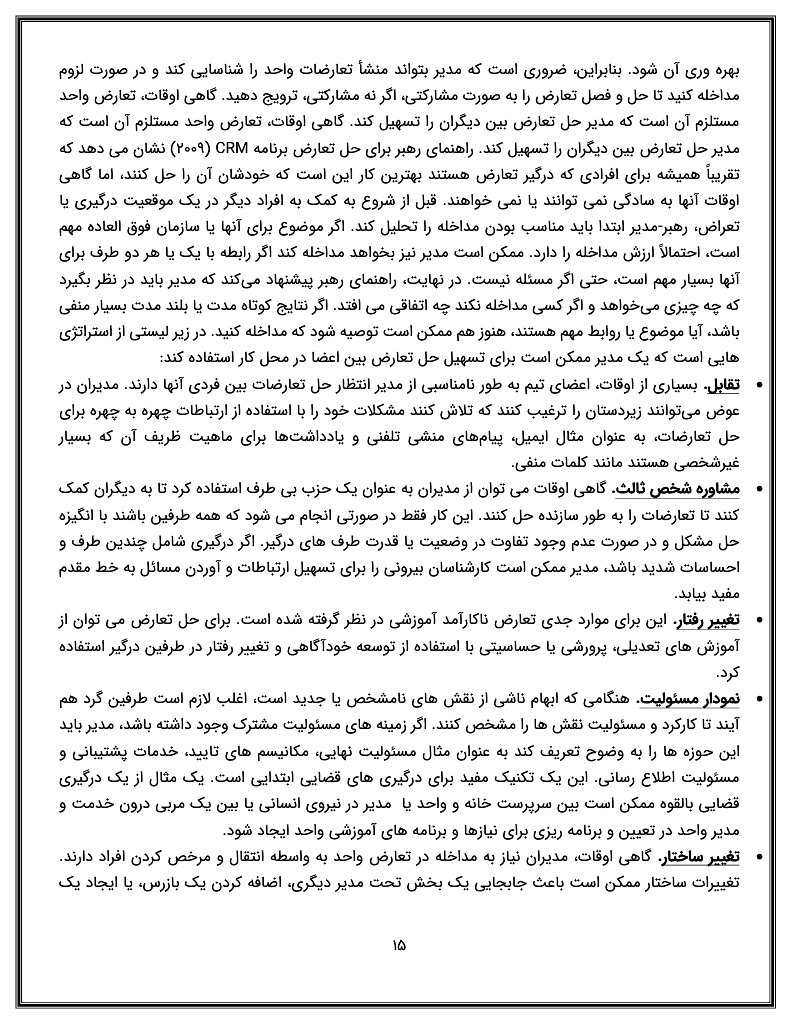 بهره وری آن شود. بنابراین، ضروری است که مدیر بتواند منشأ تعارضات واحد را شناسایی کند و در صورت لزوم
مداخله کنید تا حل و فصل تعارض را به صورت مشارکتی، اگر نه مشارکتی، ترویج دهید. گاهی اوقات، تعارض واحد
مستلزم آن است که مدیر حل تعارض بین دیگران را تسهیل کند. گاهی اوقات، تعارض واحد مستلزم آن است که
مدیر حل تعارض بین دیگران را تسهیل کند. راهنمای رهبر برای حل تعارض برنامه CRM (۲۰۰۹) نشان می دهد که
تقریباً همیشه برای افرادی که درگیر تعارض هستند بهترین کار این است که خودشان آن را حل کنند، اما گاهی
اوقات آنها به سادگی نمی توانند یا نمی خواهند. قبل از شروع به کمک به افراد دیگر در یک موقعیت درگیری یا
تعراض، رهبر-مدیر ابتدا باید مناسب بودن مداخله را تحلیل کند. اگر موضوع برای آنها یا سازمان فوق العاده مهم
است، احتمالاً ارزش مداخله را دارد. ممکن است مدیر نیز بخواهد مداخله کند اگر رابطه با یک یا هر دو طرف برای
آنها بسیار مهم است، حتی اگر مسئله نیست. در نهایت، راهنمای رهبر پیشنهاد می‌کند که مدیر باید در نظر بگیرد
که چه چیزی می‌خواهد و اگر کسی مداخله نکند چه اتفاقی می افتد. اگر نتایج کوتاه مدت یا بلند مدت بسیار منفی
باشد، آیا موضوع یا روابط مهم هستند، هنوز هم ممکن است توصیه شود که مداخله کنید. در زیر لیستی از استراتژی
هایی است که یک مدیر ممکن است برای تسهیل حل تعارض بین اعضا در محل کار استفاده کند:
• تقابل. بسیاری از اوقات، اعضای تیم به طور نامناسبی از مدیر انتظار حل تعارضات بین فردی آنها دارند. مدیران در
عوض می‌توانند زیردستان را ترغیب کنند که تلاش کنند مشکلات خود را با استفاده از ارتباطات چهره به چهره برای
حل تعارضات، به عنوان مثال ایمیل، پیام‌های منشی تلفنی و یادداشت‌ها برای ماهیت ظریف آن که بسیار
غیرشخصی هستند مانند کلمات منفی.
• مشاوره شخص ثالث. گاهی اوقات می توان از مدیران به عنوان یک حزب بی طرف استفاده کرد تا به دیگران کمک
کنند تا تعارضات را به طور سازنده حل کنند. این کار فقط در صورتی انجام می شود که همه طرفین باشند با انگیزه
حل مشکل و در صورت عدم وجود تفاوت در وضعیت یا قدرت طرف های درگیر. اگر درگیری شامل چندین طرف و
احساسات شدید باشد، مدیر ممکن است کارشناسان بیرونی را برای تسهیل ارتباطات و آوردن مسائل به خط مقدم
مفید بیابد.
• تغییر رفتار. این برای موارد جدی تعارض ناکارآمد آموزشی در نظر گرفته شده است. برای حل تعارض می توان از
آموزش های تعدیلی، پرورشی یا حساسیتی با استفاده از توسعه خودآگاهی و تغییر رفتار در طرفین درگیر استفاده
کرد.
• نمودار مسئولیت. هنگامی که ابهام ناشی از نقش های نامشخص یا جدید است، اغلب لازم است طرفین گرد هم
آیند تا کارکرد و مسئولیت نقش ها را مشخص کنند. اگر زمینه های مسئولیت مشترک وجود داشته باشد، مدیر باید
این حوزه ها را به وضوح تعریف کند به عنوان مثال مسئولیت نهایی، مکانیسم های تایید، خدمات پشتیبانی و
مسئولیت اطلاع رسانی. این یک تکنیک مفید برای درگیری های قضایی ابتدایی است. یک مثال از یک درگیری
قضایی بالقوه ممکن است بین سرپرست خانه و واحد یا  مدیر در نیروی انسانی یا بین یک مربی درون خدمت و
مدیر واحد در تعیین و برنامه ریزی برای نیازها و برنامه های آموزشی واحد ایجاد شود.
• تغییر ساختار. گاهی اوقات، مدیران نیاز به مداخله در تعارض واحد به واسطه انتقال و مرخص کردن افراد دارند.
تغییرات ساختار ممکن است باعث جابجایی یک بخش تحت مدیر دیگری، اضافه کردن یک بازرس، یا ایجاد یک
۱۵